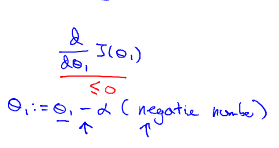 d/dθ₁ J(θ₁)
≤ 0
θ₁ := θ₁ - α (negatie number)